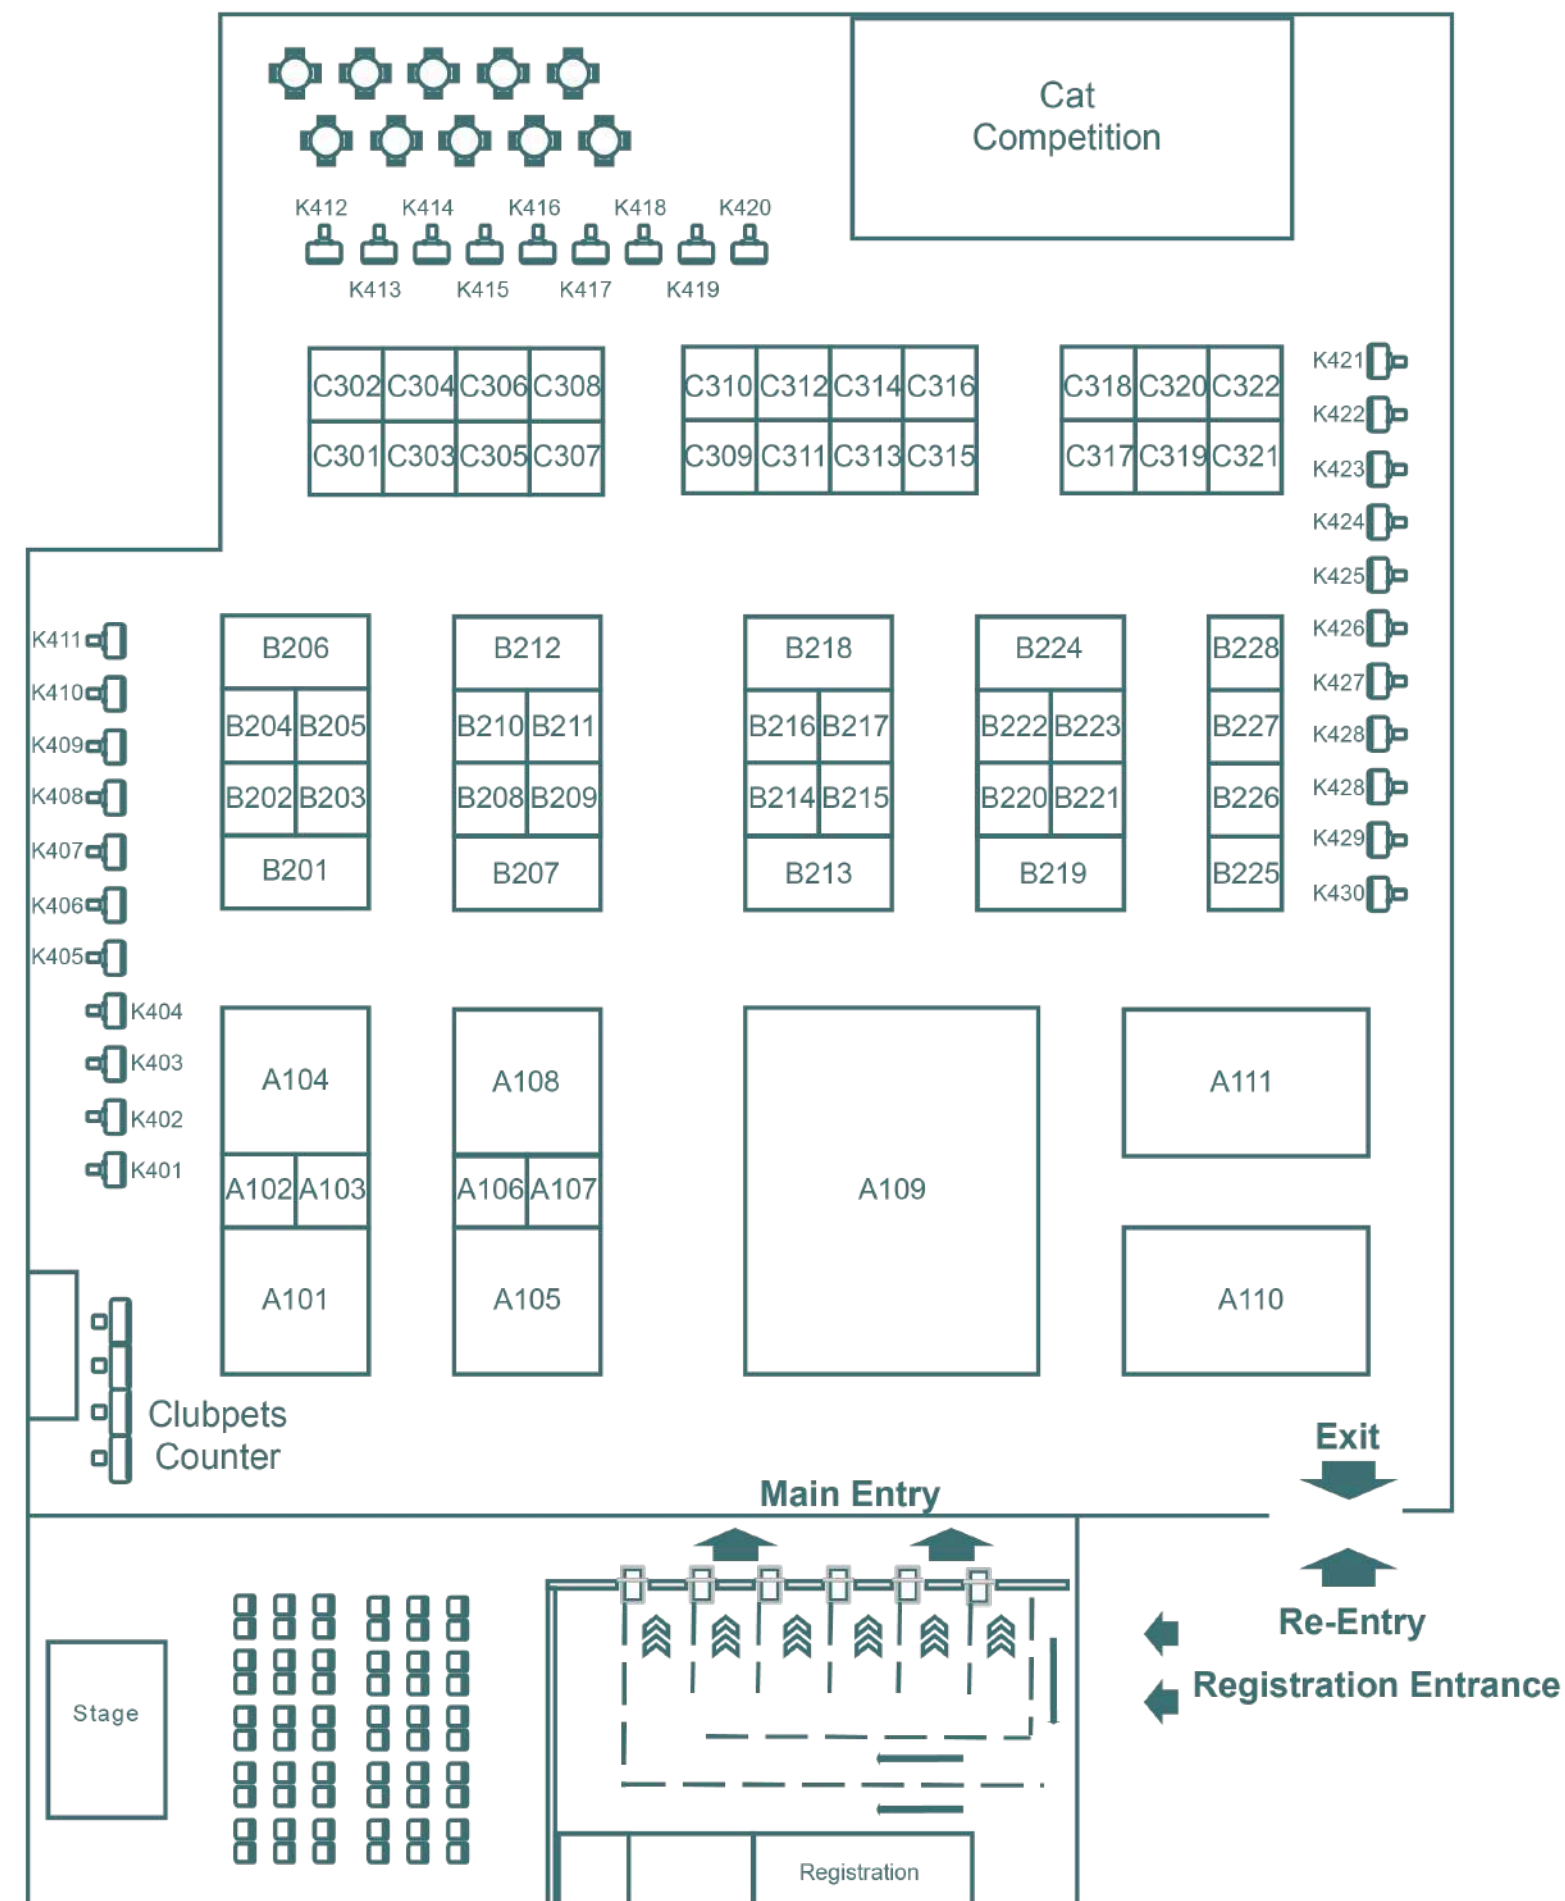 Cat
Competition
K412 K414 K416 K418 K420
K413 K415 K417 K419
C302 C304 C306 C308
C301 C303 C305 C307
C310 C312 C314 C316
C309 C311 C313 C315
C318 C320 C322
C317 C319 C321
K421
K422
K423
K424
K425
K426
K427
K428
K428
K429
K430
K411
K410
K409
K408
K407
K406
K405
K404
K403
K402
K401
B206
B204 B205
B202 B203
B201
B212
B210 B211
B208 B209
B207
B218
B216 B217
B214 B215
B213
B224
B222 B223
B220 B221
B219
B228
B227
B226
B225
A104
A102 A103
A101
A108
A106 A107
A105
A109
A111
A110
Clubpets
Counter
Exit
Main Entry
Re-Entry
Registration Entrance
Stage
Registration